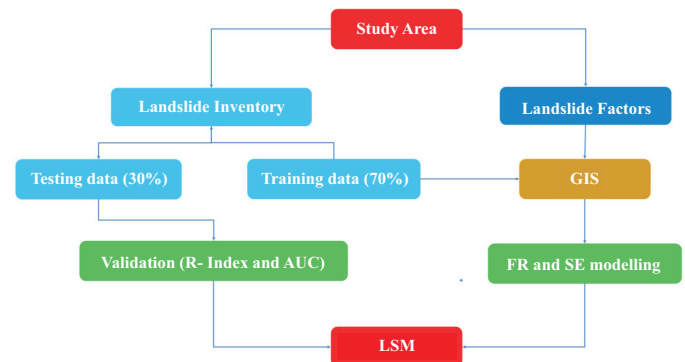 Study Area
Landslide Inventory
Landslide Factors
Testing data (30%)
Training data (70%)
GIS
Validation (R- Index and AUC)
FR and SE modelling
LSM